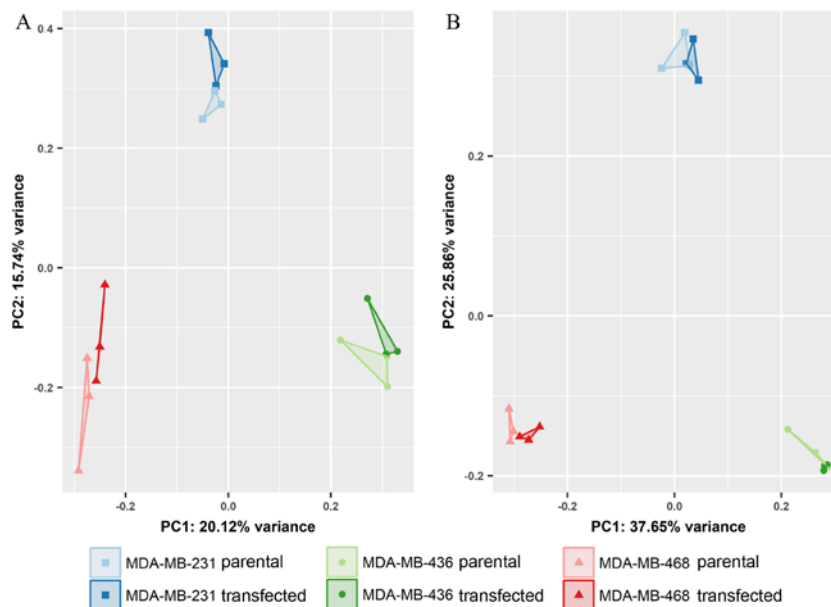 A
B
0.4
0.2
0.0
-0.2
PC2: 15.74% variance
-0.2
0.0
0.2
PC1: 20.12% variance
0.2
0.0
-0.2
PC2: 25.86% variance
-0.2
0.0
0.2
PC1: 37.65% variance
MDA-MB-231 parental
MDA-MB-436 parental
MDA-MB-468 parental
MDA-MB-231 transfected
MDA-MB-436 transfected
MDA-MB-468 transfected